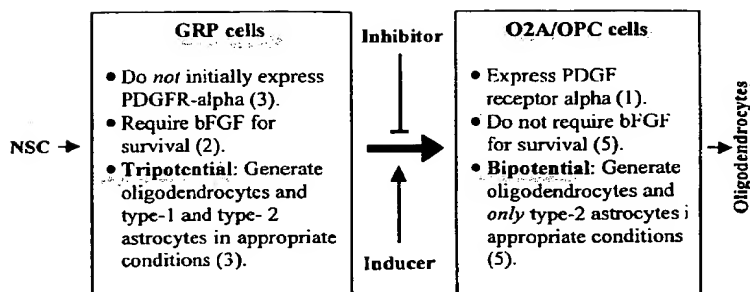 NSC
GRP cells
• Do not initially express
PDGFR-alpha (3).
• Require bFGF for
survival (2).
• Tripotential: Generate
oligodendrocytes and
type-1 and type- 2
astrocytes in appropriate
conditions (3).
Inhibitor
Inducer
O2A/OPC cells
• Express PDGF
receptor alpha (1).
• Do not require bFGF
for survival (5).
• Bipotential: Generate
oligodendrocytes and
only type-2 astrocytes i
appropriate conditions
(5).
Oligodendrocytes